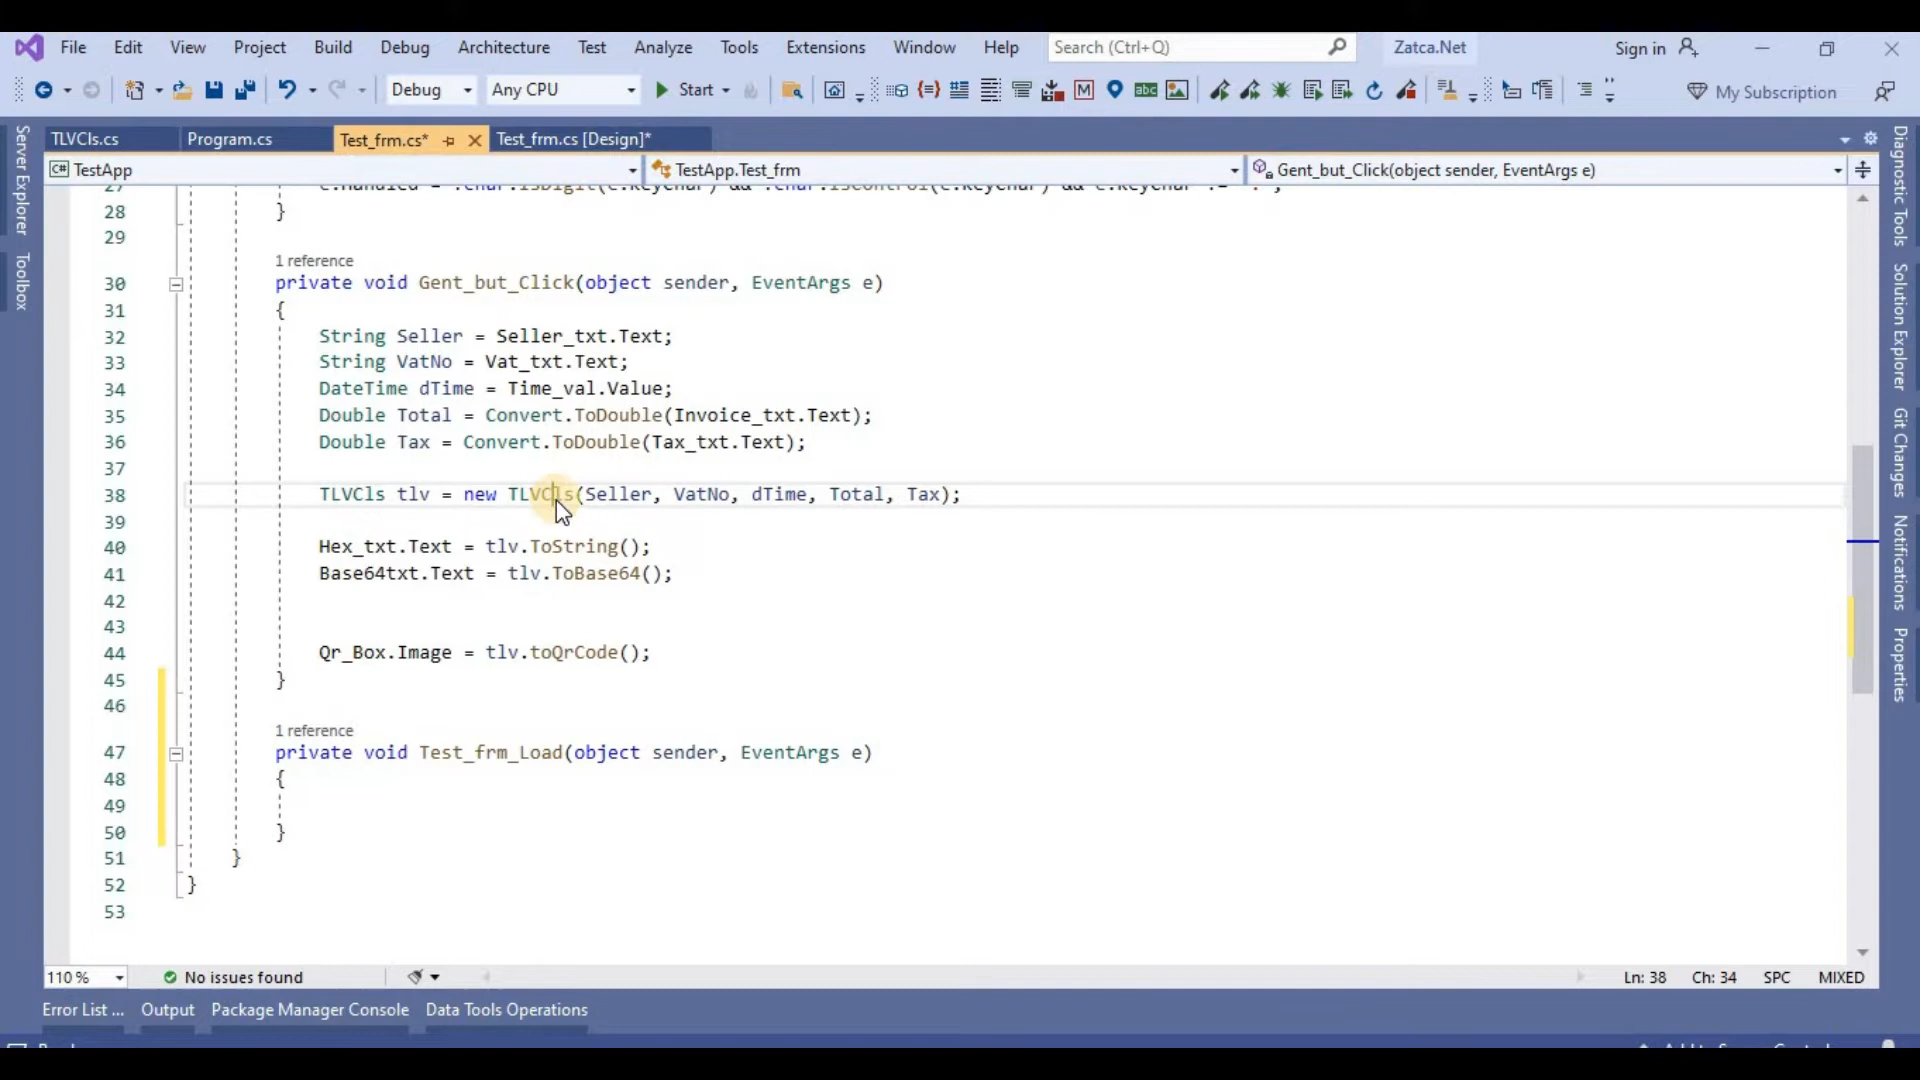 File Edit View Project Build Debug Architecture Test Analyze Tools Extensions Window Help Search (Ctrl+Q) Zatca.Net Sign in
Debug Any CPU Start My Subscription
TLVCls.cs Program.cs Test_frm.cs* Test_frm.cs [Design]*
C# TestApp TestApp.Test_frm Gent_but_Click(object sender, EventArgs e)
28 }
29
1 reference
30 private void Gent_but_Click(object sender, EventArgs e)
31 {
32 String Seller = Seller_txt.Text;
33 String VatNo = Vat_txt.Text;
34 DateTime dTime = Time_val.Value;
35 Double Total = Convert.ToDouble(Invoice_txt.Text);
36 Double Tax = Convert.ToDouble(Tax_txt.Text);
37
38 TLVCls tlv = new TLVCls(Seller, VatNo, dTime, Total, Tax);
39
40 Hex_txt.Text = tlv.ToString();
41 Base64txt.Text = tlv.ToBase64();
42
43
44 Qr_Box.Image = tlv.toQrCode();
45 }
46
1 reference
47 private void Test_frm_Load(object sender, EventArgs e)
48 {
49
50 }
51 }
52 }
53
110 % No issues found Ln: 38 Ch: 34 SPC MIXED
Error List ... Output Package Manager Console Data Tools Operations
Server Explorer
Toolbox
Diagnostic Tools
Solution Explorer
Git Changes
Notifications
Properties